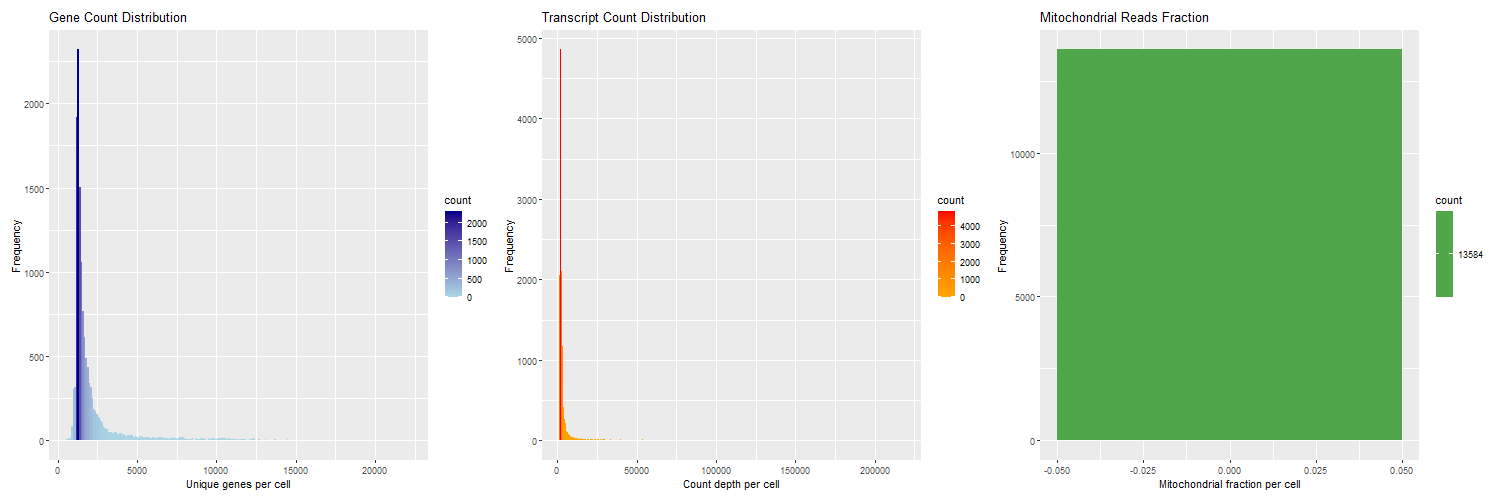 Gene Count Distribution
Frequency
2000
1500
1000
500
0
0 5000 10000 15000 20000
Unique genes per cell
count
2000
1500
1000
500
0
Transcript Count Distribution
Frequency
5000
4000
3000
2000
1000
0
0 50000 100000 150000 200000
Count depth per cell
count
4000
3000
2000
1000
0
Mitochondrial Reads Fraction
Frequency
10000
5000
0
-0.050 -0.025 0.000 0.025 0.050
Mitochondrial fraction per cell
count
13584